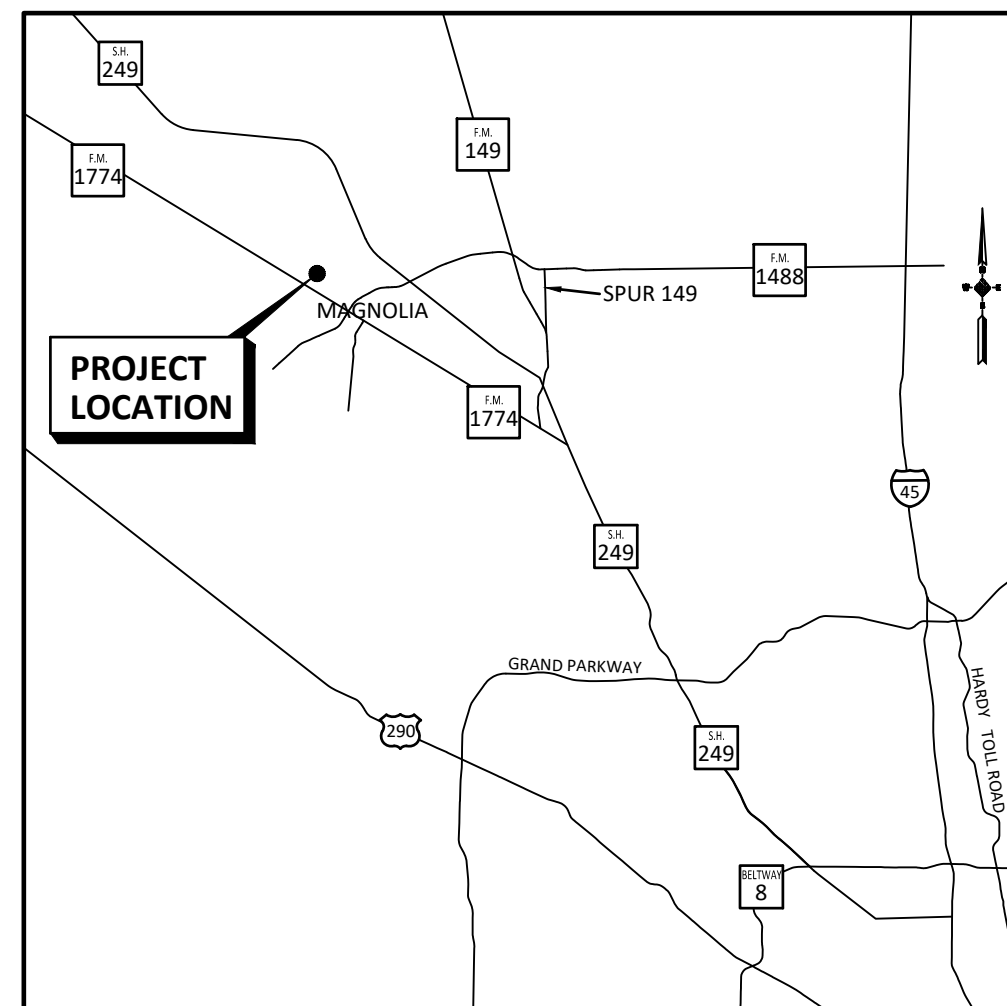 S.H.
249
F.M.
1774
F.M.
149
F.M.
1488
SPUR 149
MAGNOLIA
PROJECT
LOCATION
F.M.
1774
45
S.H.
249
GRAND PARKWAY
HARDY TOLL ROAD
290
S.H.
249
BELTWAY
8